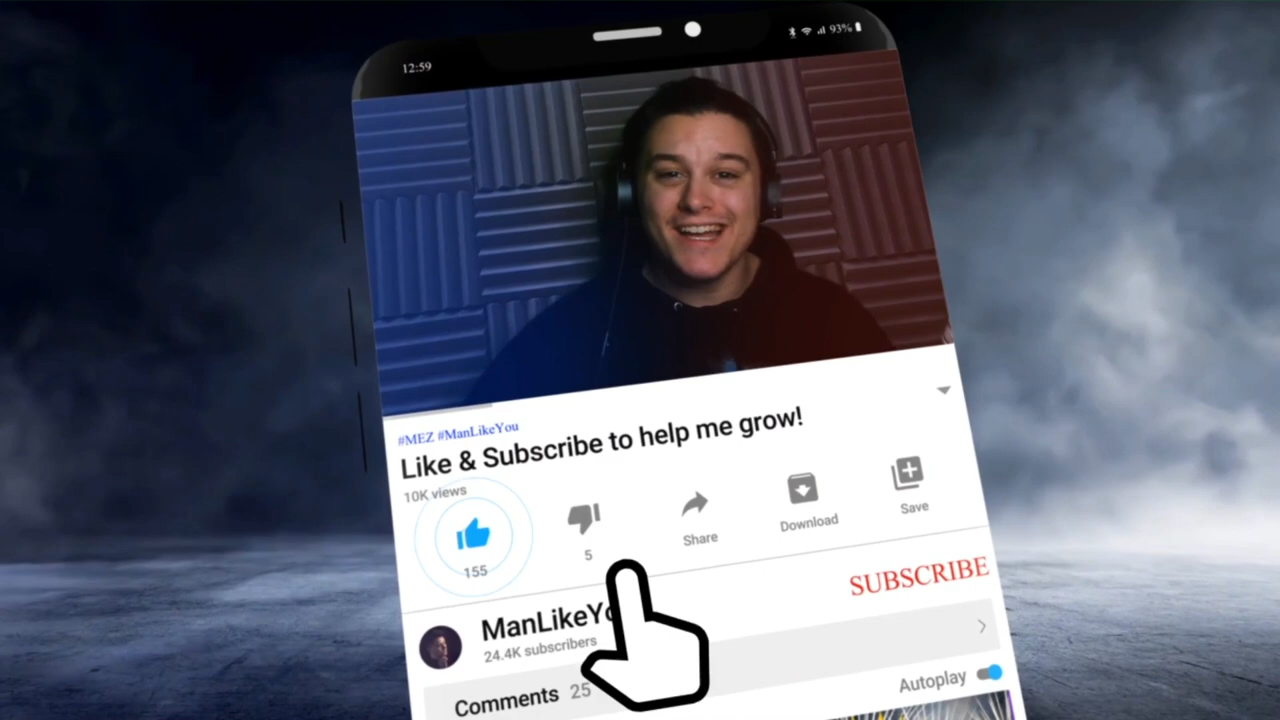 12:59
93%
#MEZ #ManLikeYou
Like & Subscribe to help me grow!
10K views
155
5
Share
Download
Save
SUBSCRIBE
24.4K subscribers
Comments 25
Autoplay